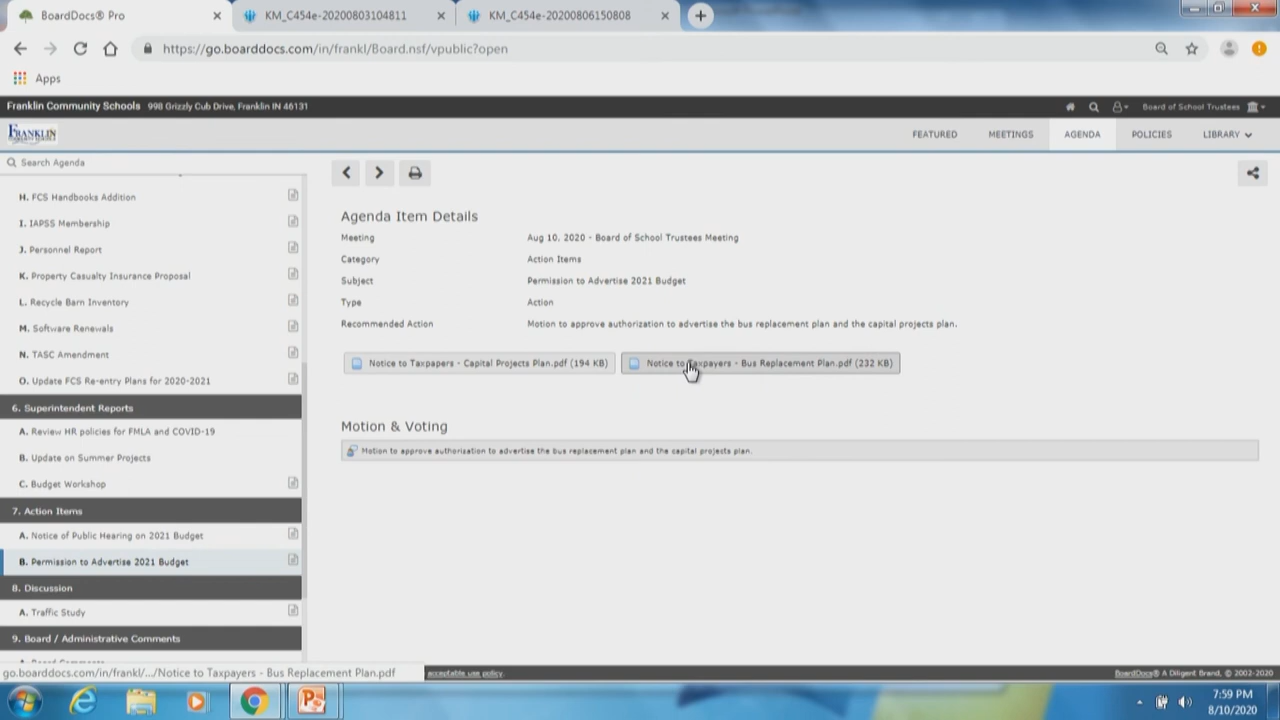 BoardDocs® Pro
KM_C454e-20200803104811
KM_C454e-20200806150808
https://go.boarddocs.com/in/frankl/Board.nsf/vpublic?open
Apps
Franklin Community Schools 998 Grizzly Cub Drive, Franklin IN 46131
Board of School Trustees
FRANKLIN
FEATURED MEETINGS AGENDA POLICIES LIBRARY
Search Agenda
H. FCS Handbooks Addition
I. IAPSS Membership
J. Personnel Report
K. Property Casualty Insurance Proposal
L. Recycle Barn Inventory
M. Software Renewals
N. TASC Amendment
O. Update FCS Re-entry Plans for 2020-2021
6. Superintendent Reports
A. Review HR policies for FMLA and COVID-19
B. Update on Summer Projects
C. Budget Workshop
7. Action Items
A. Notice of Public Hearing on 2021 Budget
B. Permission to Advertise 2021 Budget
8. Discussion
A. Traffic Study
9. Board / Administrative Comments
Agenda Item Details
Meeting Aug 10, 2020 - Board of School Trustees Meeting
Category Action Items
Subject Permission to Advertise 2021 Budget
Type Action
Recommended Action Motion to approve authorization to advertise the bus replacement plan and the capital projects plan.
Notice to Taxpapers - Capital Projects Plan.pdf (194 KB)
Notice to Taxpayers - Bus Replacement Plan.pdf (232 KB)
Motion & Voting
Motion to approve authorization to advertise the bus replacement plan and the capital projects plan.
go.boarddocs.com/in/frankl/.../Notice to Taxpayers - Bus Replacement Plan.pdf
acceptable use policy.
BoardDocs® A Diligent Brand, © 2002-2020
7:59 PM
8/10/2020